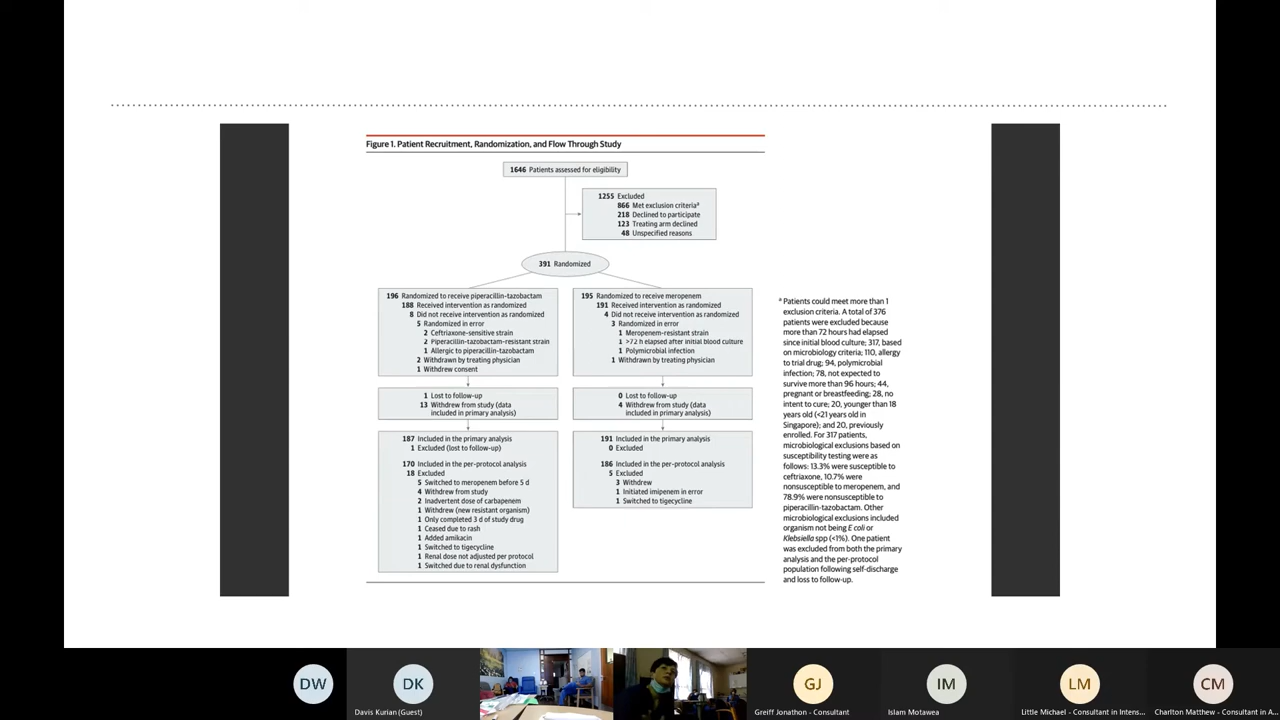 Figure 1. Patient Recruitment, Randomization, and Flow Through Study
1646 Patients assessed for eligibility
1255 Excluded
866 Met exclusion criteriaª
218 Declined to participate
123 Treating arm declined
48 Unspecified reasons
391 Randomized
196 Randomized to receive piperacillin-tazobactam
188 Received intervention as randomized
8 Did not receive intervention as randomized
5 Randomized in error
2 Ceftriaxone-sensitive strain
2 Piperacillin-tazobactam-resistant strain
1 Allergic to piperacillin-tazobactam
2 Withdrawn by treating physician
1 Withdrew consent
195 Randomized to receive meropenem
191 Received intervention as randomized
4 Did not receive intervention as randomized
3 Randomized in error
1 Meropenem-resistant strain
1 >72 h elapsed after initial blood culture
1 Polymicrobial infection
1 Withdrawn by treating physician
1 Lost to follow-up
13 Withdrew from study (data
included in primary analysis)
0 Lost to follow-up
4 Withdrew from study (data
included in primary analysis)
187 Included in the primary analysis
1 Excluded (lost to follow-up)
170 Included in the per-protocol analysis
18 Excluded
5 Switched to meropenem before 5 d
4 Withdrew from study
2 Inadvertent dose of carbapenem
1 Withdrew (new resistant organism)
1 Only completed 3 d of study drug
1 Ceased due to rash
1 Added amikacin
1 Switched to tigecycline
1 Renal dose not adjusted per protocol
1 Switched due to renal dysfunction
191 Included in the primary analysis
0 Excluded
186 Included in the per-protocol analysis
5 Excluded
3 Withdrew
1 Initiated imipenem in error
1 Switched to tigecycline
ª Patients could meet more than 1
exclusion criteria. A total of 376
patients were excluded because
more than 72 hours had elapsed
since initial blood culture; 317, based
on microbiology criteria; 110, allergy
to trial drug; 94, polymicrobial
infection; 78, not expected to
survive more than 96 hours; 44,
pregnant or breastfeeding; 28, no
intent to cure; 20, younger than 18
years old (<21 years old in
Singapore); and 20, previously
enrolled. For 317 patients,
microbiological exclusions based on
susceptibility testing were as
follows: 13.3% were susceptible to
ceftriaxone, 10.7% were
nonsusceptible to meropenem, and
78.9% were nonsusceptible to
piperacillin-tazobactam. Other
microbiological exclusions included
organism not being E coli or
Klebsiella spp (<1%). One patient
was excluded from both the primary
analysis and the per-protocol
population following self-discharge
and loss to follow-up.
DW
DK
Davis Kurian (Guest)
GJ
Greiff Jonathon - Consultant
IM
Islam Motawea
LM
Little Michael - Consultant in Intens...
CM
Charlton Matthew - Consultant in A...